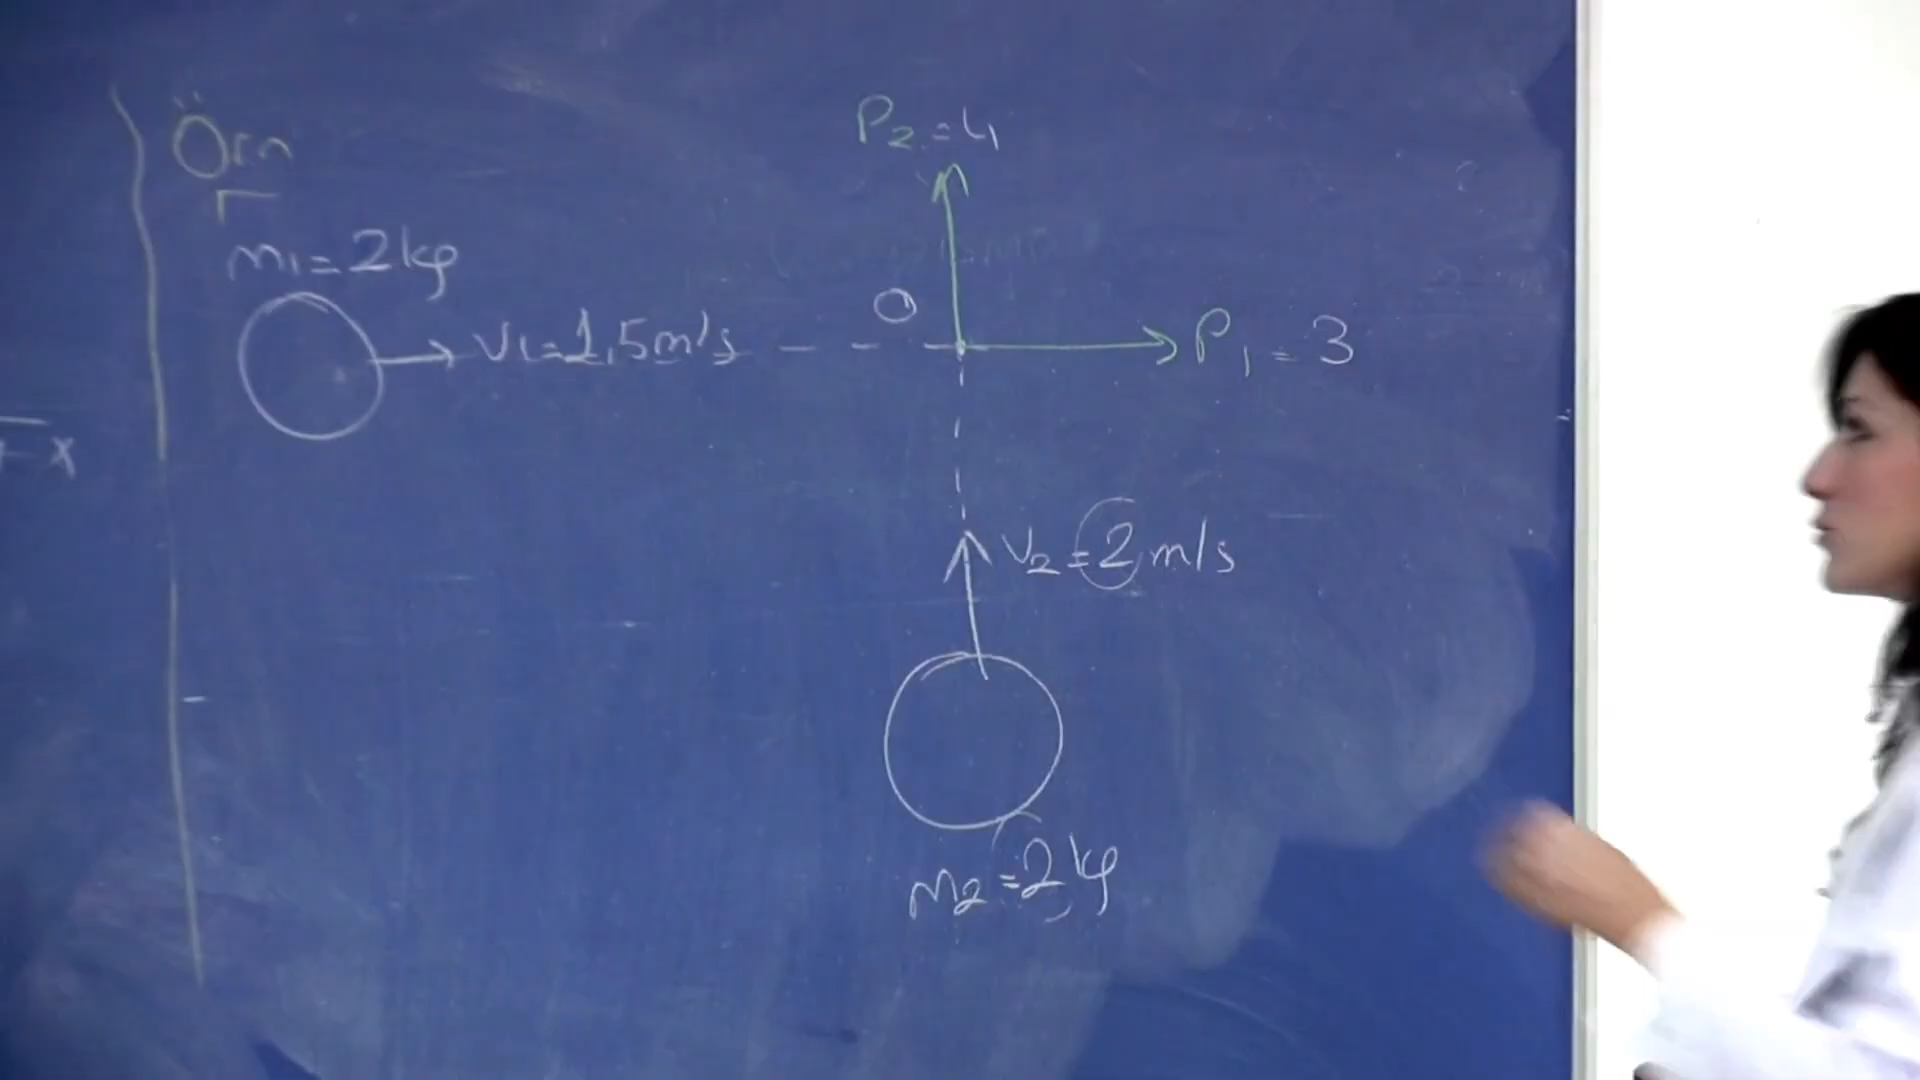 Örn
m₁=2kg
V₁=1,5m/s
O
P₂=4
P₁=3
V₂=2m/s
m₂=2kg
x